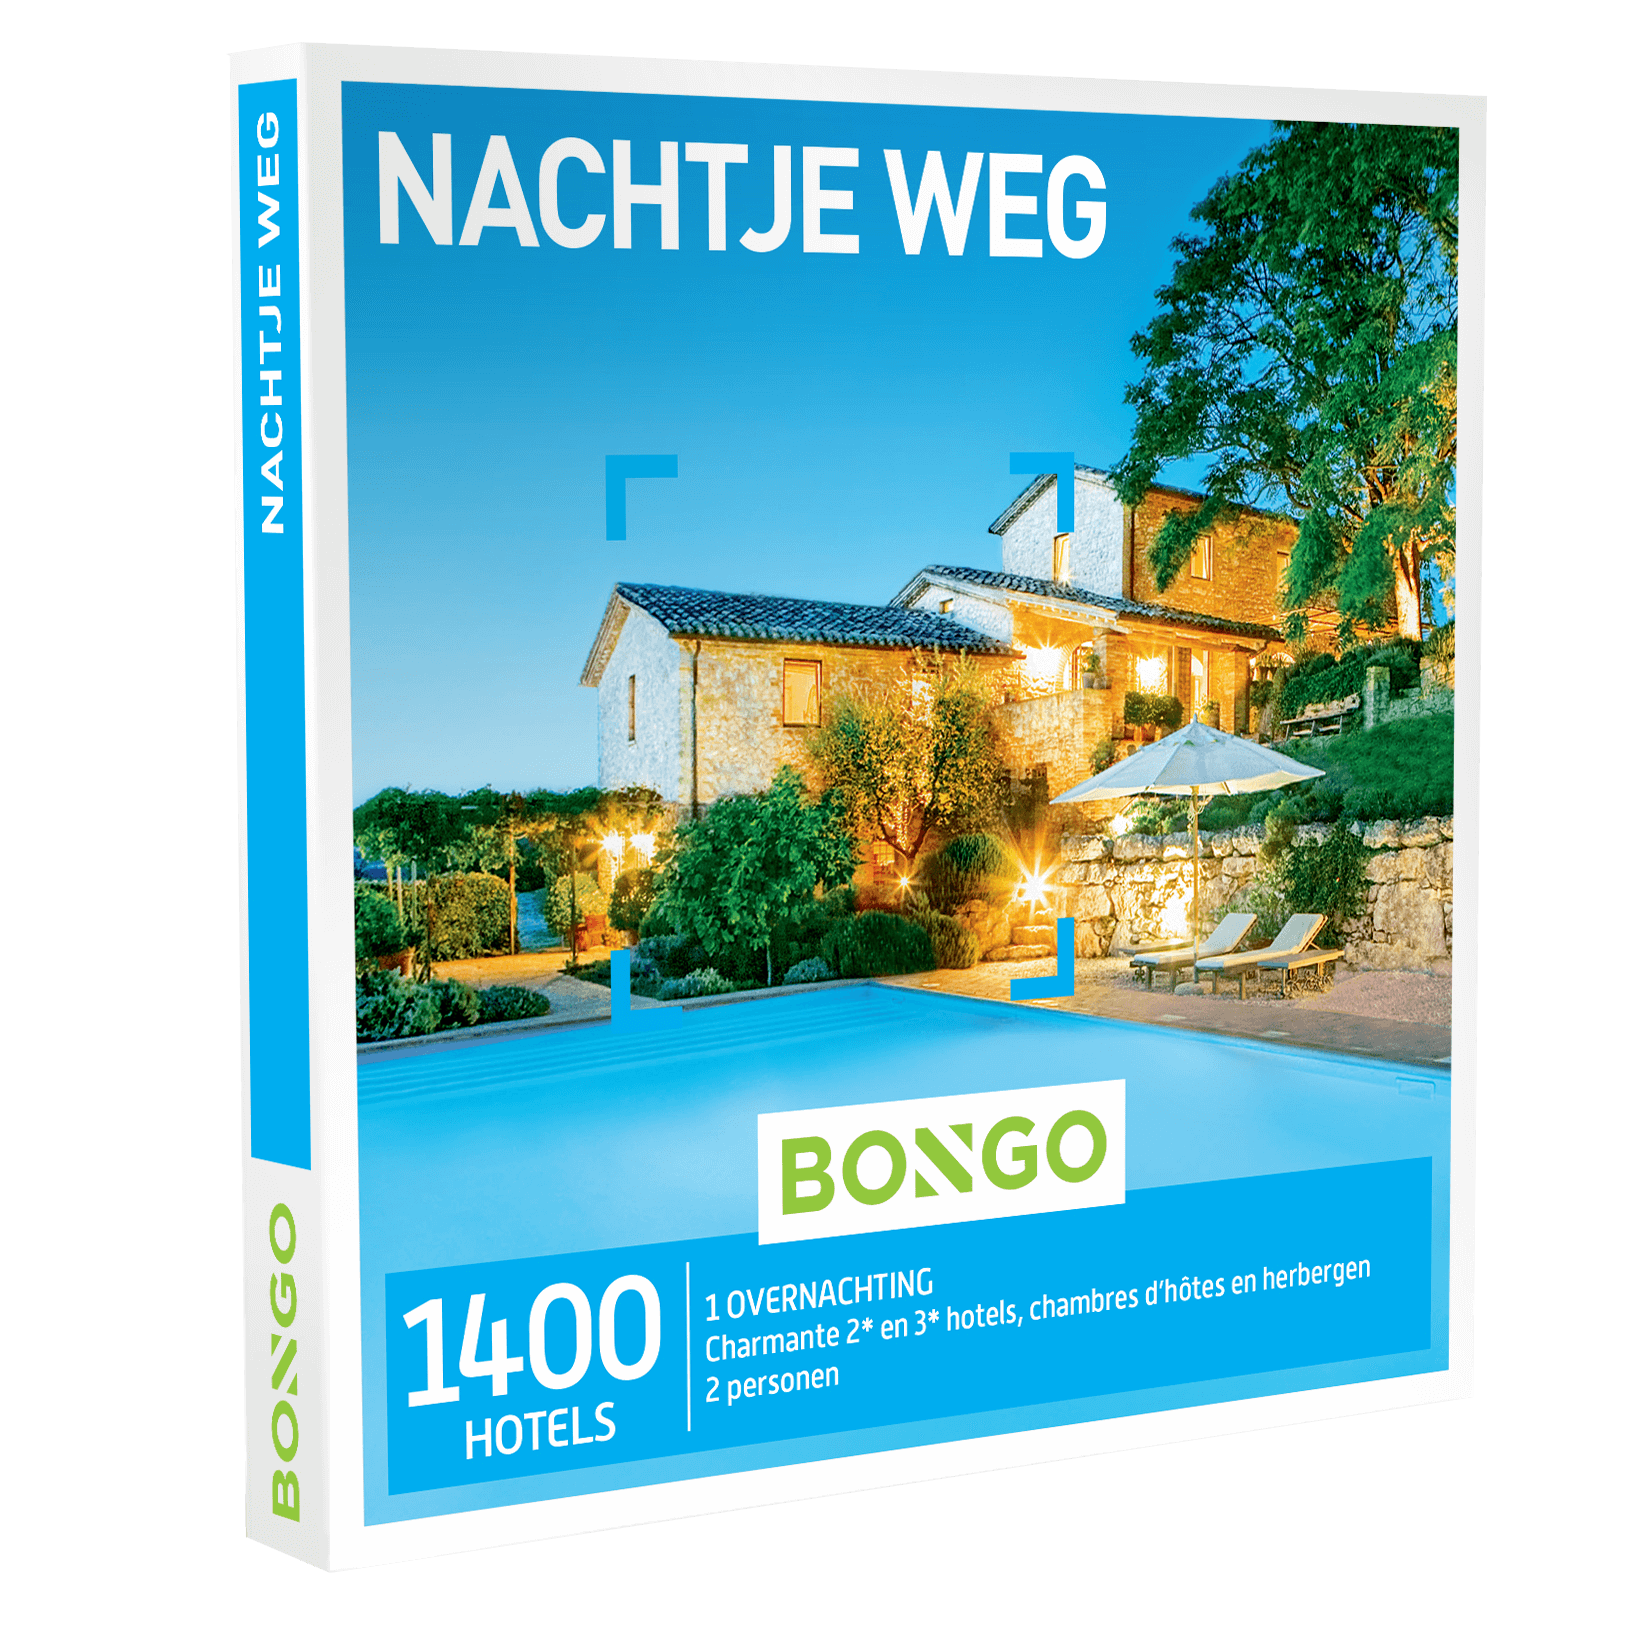 NACHTJE WEG
BONGO
NACHTJE WEG
BONGO
1400
HOTELS
1 OVERNACHTING
Charmante 2* en 3* hotels, chambres d'hôtes en herbergen
2 personen